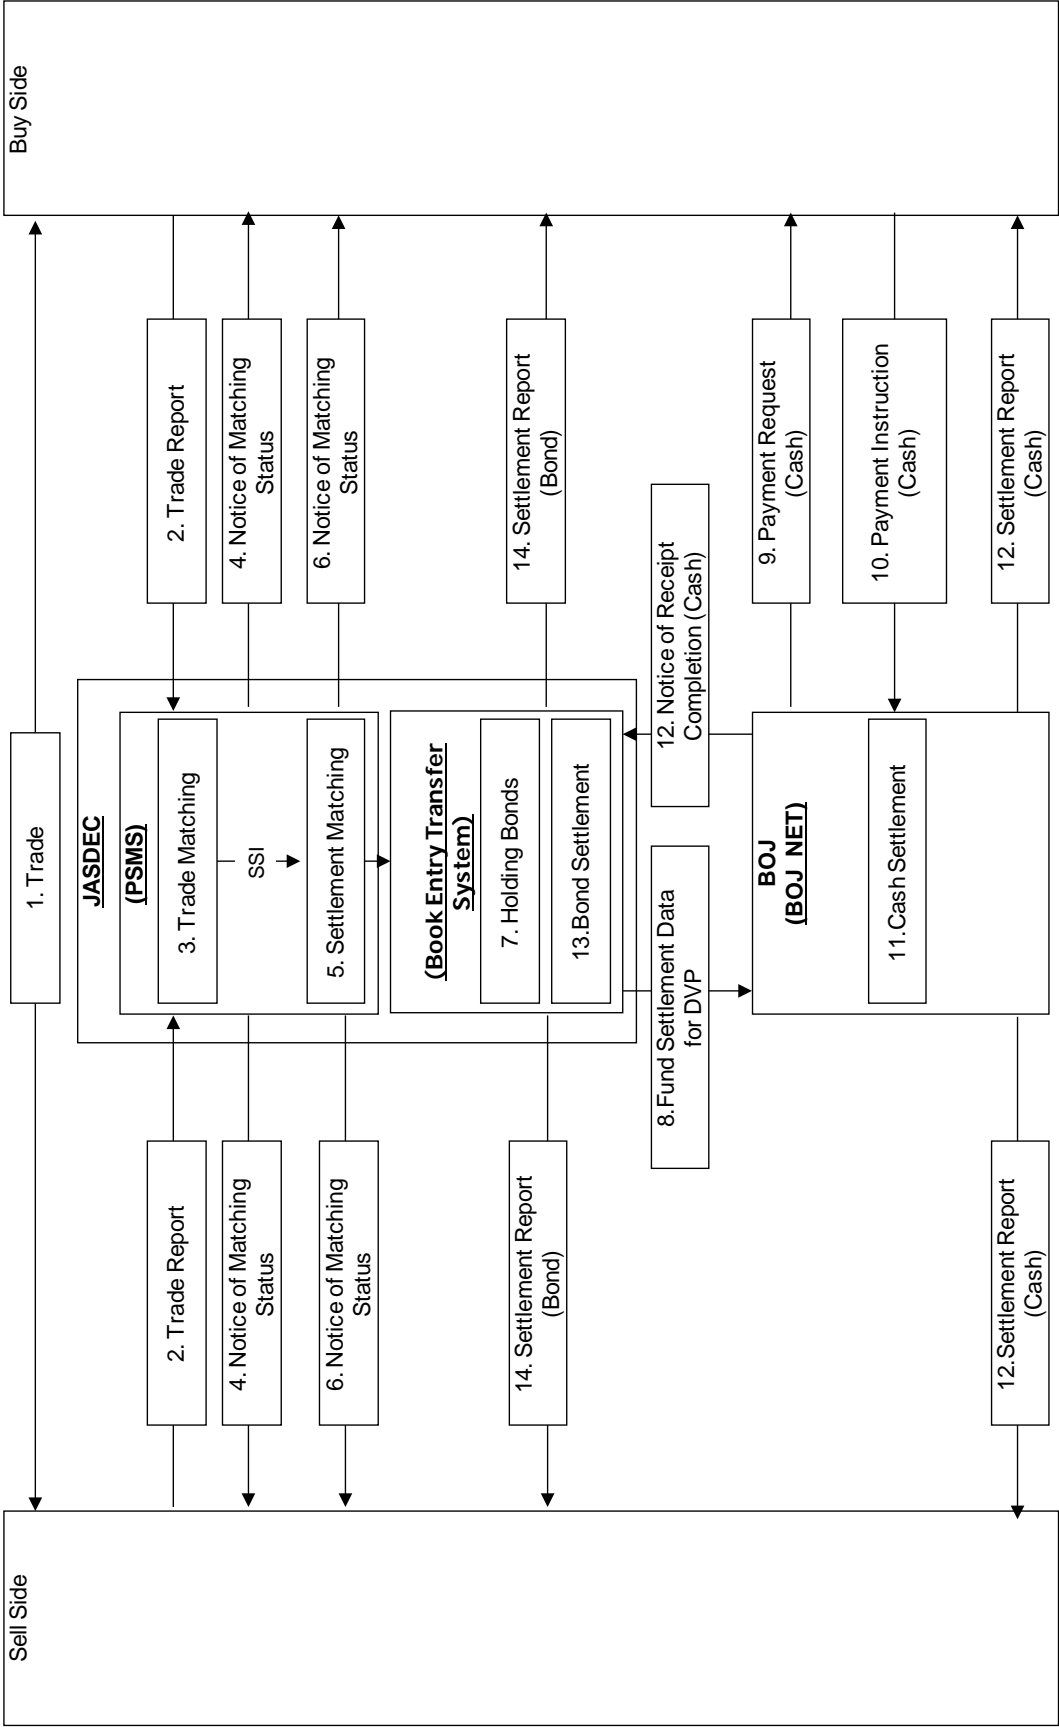 Sell Side
Buy Side
1. Trade
JASDEC
(PSMS)
2. Trade Report
3. Trade Matching
2. Trade Report
4. Notice of Matching
Status
SSI
4. Notice of Matching
Status
6. Notice of Matching
Status
5. Settlement Matching
6. Notice of Matching
Status
(Book Entry Transfer
System)
7. Holding Bonds
14. Settlement Report
(Bond)
13.Bond Settlement
14. Settlement Report
(Bond)
8.Fund Settlement Data
for DVP
12. Notice of Receipt
Completion (Cash)
BOJ
(BOJ NET)
9. Payment Request
(Cash)
11.Cash Settlement
10. Payment Instruction
(Cash)
12.Settlement Report
(Cash)
12. Settlement Report
(Cash)